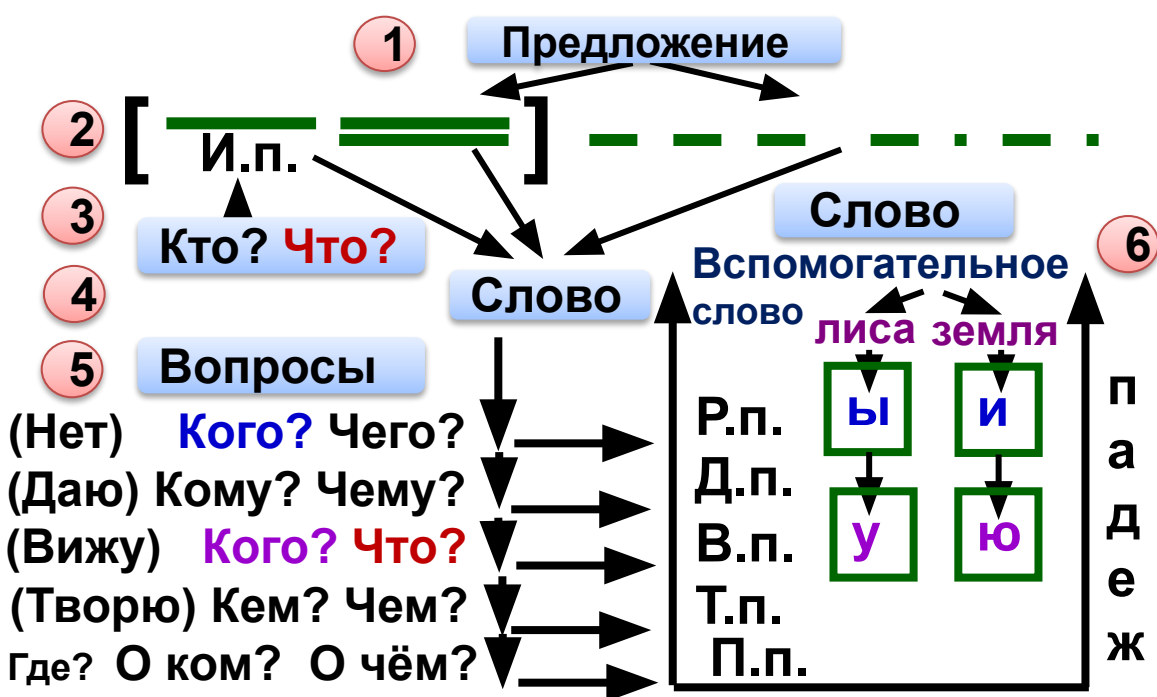 1 Предложение
2 [ ]
И.п.
3 Кто? Что?
4 Слово
5 Вопросы
(Нет) Кого? Чего?
(Даю) Кому? Чему?
(Вижу) Кого? Что?
(Творю) Кем? Чем?
Где? О ком? О чём?
Слово
6
Вспомогательное
слово
лиса земля
Р.п. ы и
Д.п.
В.п. у ю
Т.п.
П.п.
падеж